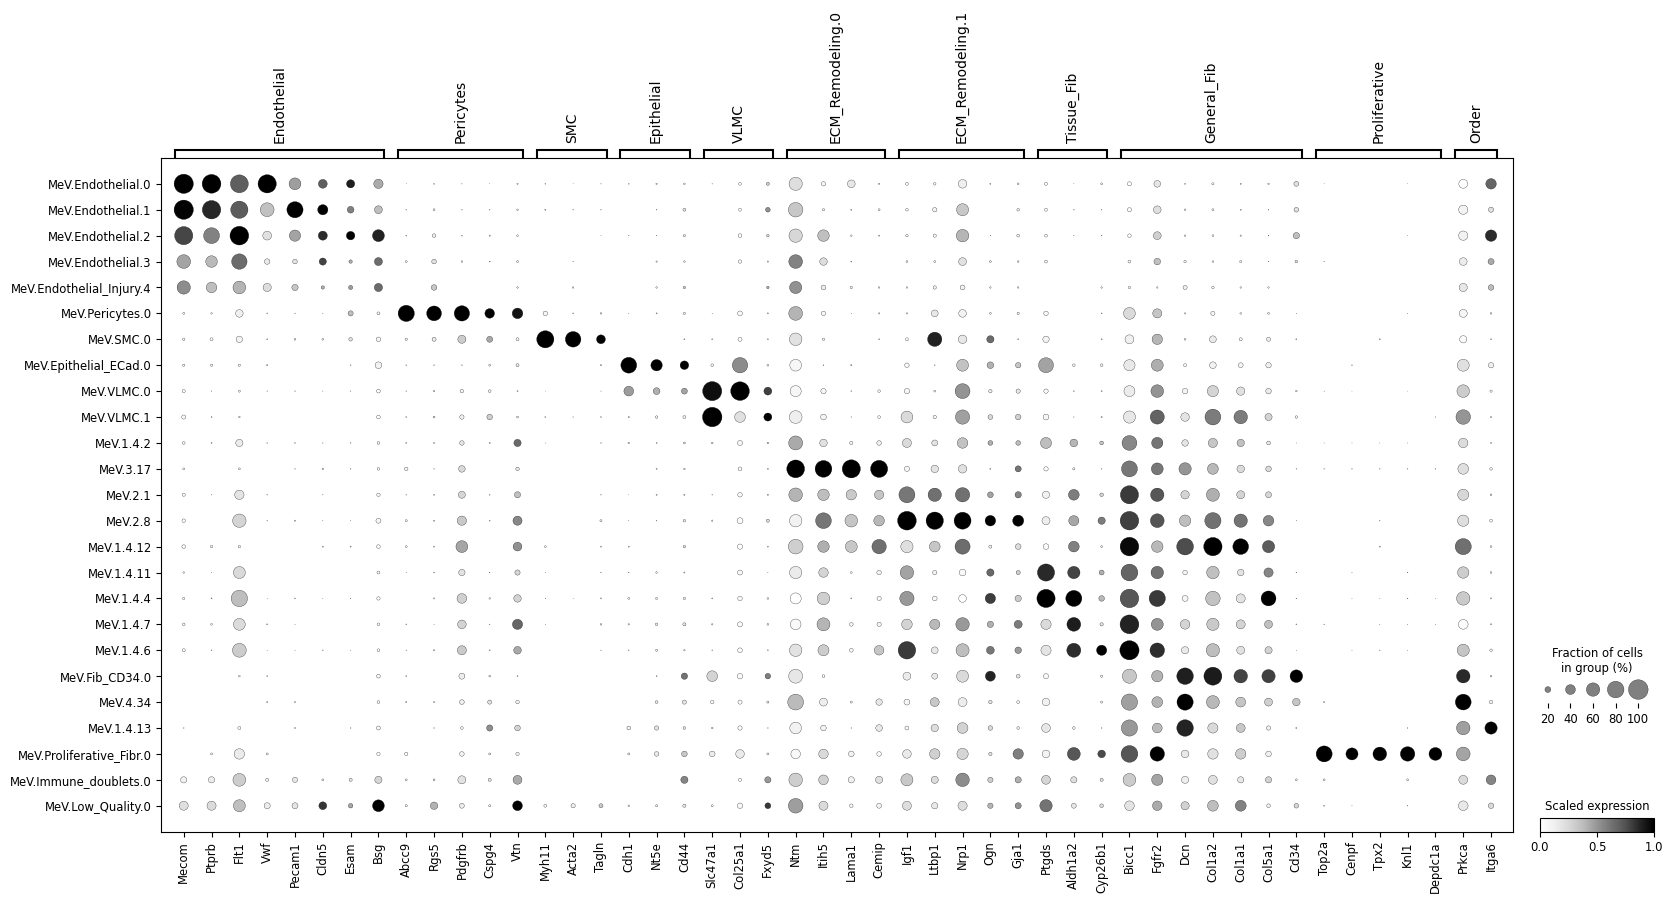 Endothelial
Pericytes
SMC
Epithelial
VLMC
ECM_Remodeling.0
ECM_Remodeling.1
Tissue_Fib
General_Fib
Proliferative
Order
MeV.Endothelial.0
MeV.Endothelial.1
MeV.Endothelial.2
MeV.Endothelial.3
MeV.Endothelial_Injury.4
MeV.Pericytes.0
MeV.SMC.0
MeV.Epithelial_ECad.0
MeV.VLMC.0
MeV.VLMC.1
MeV.1.4.2
MeV.3.17
MeV.2.1
MeV.2.8
MeV.1.4.12
MeV.1.4.11
MeV.1.4.4
MeV.1.4.7
MeV.1.4.6
MeV.Fib_CD34.0
MeV.4.34
MeV.1.4.13
MeV.Proliferative_Fibr.0
MeV.Immune_doublets.0
MeV.Low_Quality.0
Mecom
Ptprb
Flt1
Vwf
Pecam1
Cldn5
Esam
Bsg
Abcc9
Rgs5
Pdgfrb
Cspg4
Vtn
Myh11
Acta2
Tagln
Cdh1
Nt5e
Cd44
Slc47a1
Col25a1
Fxyd5
Ntm
Itih5
Lama1
Cemip
Igf1
Ltbp1
Nrp1
Ogn
Gja1
Ptgds
Aldh1a2
Cyp26b1
Bicc1
Fgfr2
Dcn
Col1a2
Col1a1
Col5a1
Cd34
Top2a
Cenpf
Tpx2
Knl1
Depdc1a
Prkca
Itga6
Fraction of cells
in group (%)
20 40 60 80 100
Scaled expression
0.0 0.5 1.0